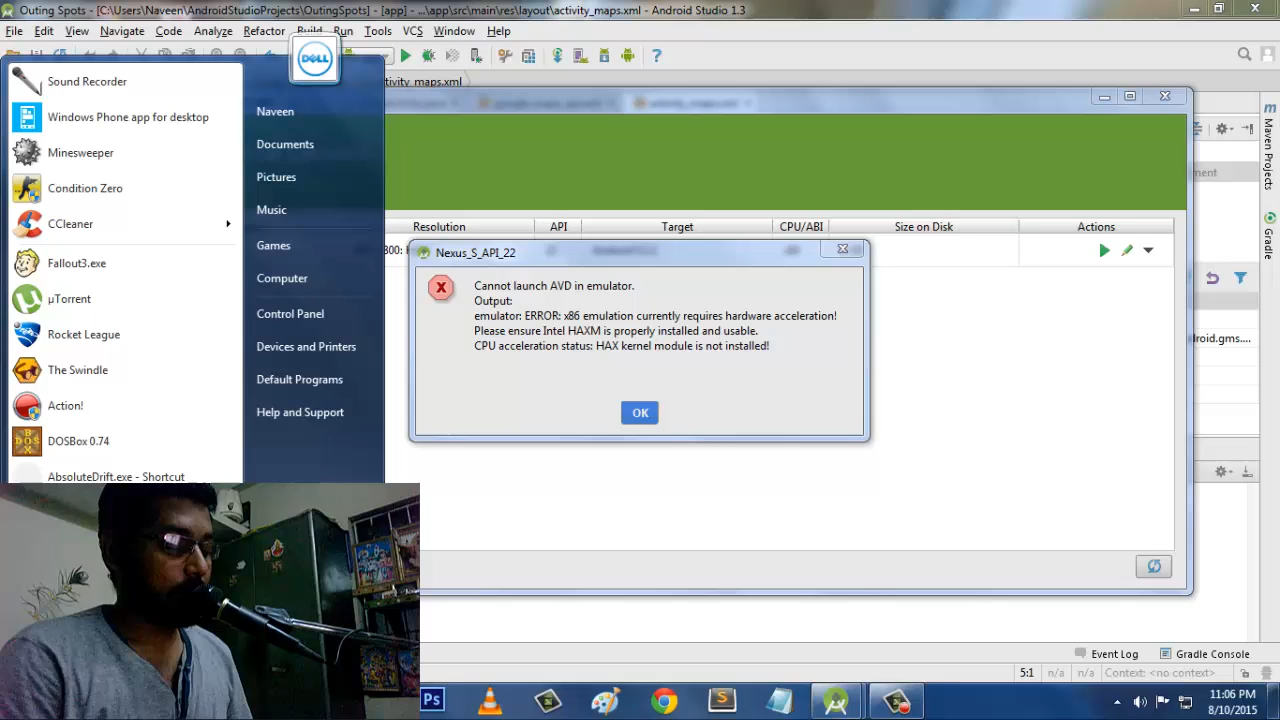 Outing Spots - [C:\Users\Naveen\AndroidStudioProjects\OutingSpots] - [app] - ...\app\src\main\res\layout\activity_maps.xml - Android Studio 1.3
File Edit View Navigate Code Analyze Refactor Build Run Tools VCS Window Help
DELL
tivity_maps.xml
Sound Recorder
Windows Phone app for desktop
Minesweeper
Condition Zero
CCleaner
Fallout3.exe
µTorrent
Rocket League
The Swindle
Action!
DOSBox 0.74
AbsoluteDrift.exe - Shortcut
Naveen
Documents
Pictures
Music
Games
Computer
Control Panel
Devices and Printers
Default Programs
Help and Support
Resolution API Target CPU/ABI Size on Disk Actions
Nexus_S_API_22
Cannot launch AVD in emulator.
Output:
emulator: ERROR: x86 emulation currently requires hardware acceleration!
Please ensure Intel HAXM is properly installed and usable.
CPU acceleration status: HAX kernel module is not installed!
OK
Maven Projects
Gradle
ment
droid.gms....
Event Log Gradle Console
5:1 n/a n/a Context: <no context>
Ps
S
11:06 PM
8/10/2015